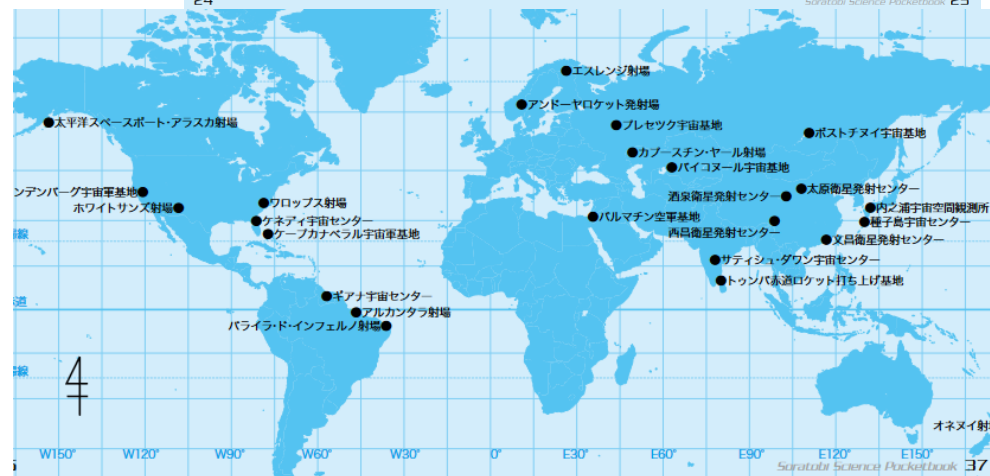 24
Soratobi Science Pocketbook 25
エスレンジ射場
アンドーヤロケット発射場
太平洋スペースポート・アラスカ射場
プレセツク宇宙基地
ボストチヌイ宇宙基地
カプースチン・ヤール射場
バイコヌール宇宙基地
ンデンバーグ宇宙軍基地
太原衛星発射センター
酒泉衛星発射センター
ホワイトサンズ射場
ワロップス射場
内之浦宇宙空間観測所
パルマチン空軍基地
ケネディ宇宙センター
種子島宇宙センター
西昌衛星発射センター
ケープカナベラル宇宙軍基地
線
文昌衛星発射センター
サティシュ・ダワン宇宙センター
トゥンバ赤道ロケット打ち上げ基地
ギアナ宇宙センター
道
アルカンタラ射場
バライラ・ド・インフェルノ射場
線
オネヌイ射
W150° W120° W90° W60° W30° 0° E30° E60° E90° E120° E150°
Soratobi Science Pocketbook 37